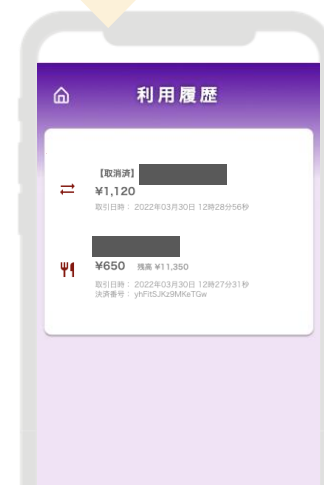 利用履歴
【取消済】
¥1,120
取引日時： 2022年03月30日 12時28分56秒
¥650 残高 ¥11,350
取引日時： 2022年03月30日 12時27分31秒
決済番号： yhFit5JKz9MKeTGw